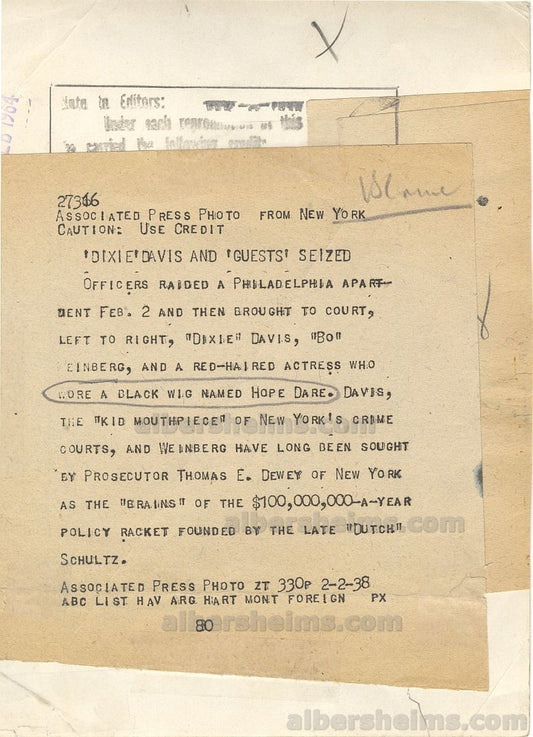 to Editors:
Under each reproduction of this
be carried the following credit:
27366
ASSOCIATED PRESS PHOTO FROM NEW YORK
CAUTION: USE CREDIT
'DIXIE'DAVIS AND 'GUESTS' SEIZED
OFFICERS RAIDED A PHILADELPHIA APART-
MENT FEB. 2 AND THEN BROUGHT TO COURT,
LEFT TO RIGHT, "DIXIE" DAVIS, "BO"
WEINBERG, AND A RED-HAIRED ACTRESS WHO
WORE A BLACK WIG NAMED HOPE DARE. DAVIS,
THE "KID MOUTHPIECE" OF NEW YORK'S CRIME
COURTS, AND WEINBERG HAVE LONG BEEN SOUGHT
BY PROSECUTOR THOMAS E. DEWEY OF NEW YORK
AS THE "BRAINS" OF THE $100,000,000-A-YEAR
POLICY RACKET FOUNDED BY THE LATE "DUTCH"
SCHULTZ.
ASSOCIATED PRESS PHOTO ZT 330P 2-2-38
ABC LIST HAV ARG HART MONT FOREIGN PX
80
albersheims.com
albersheims.com
albersheims.com
albersheims.com